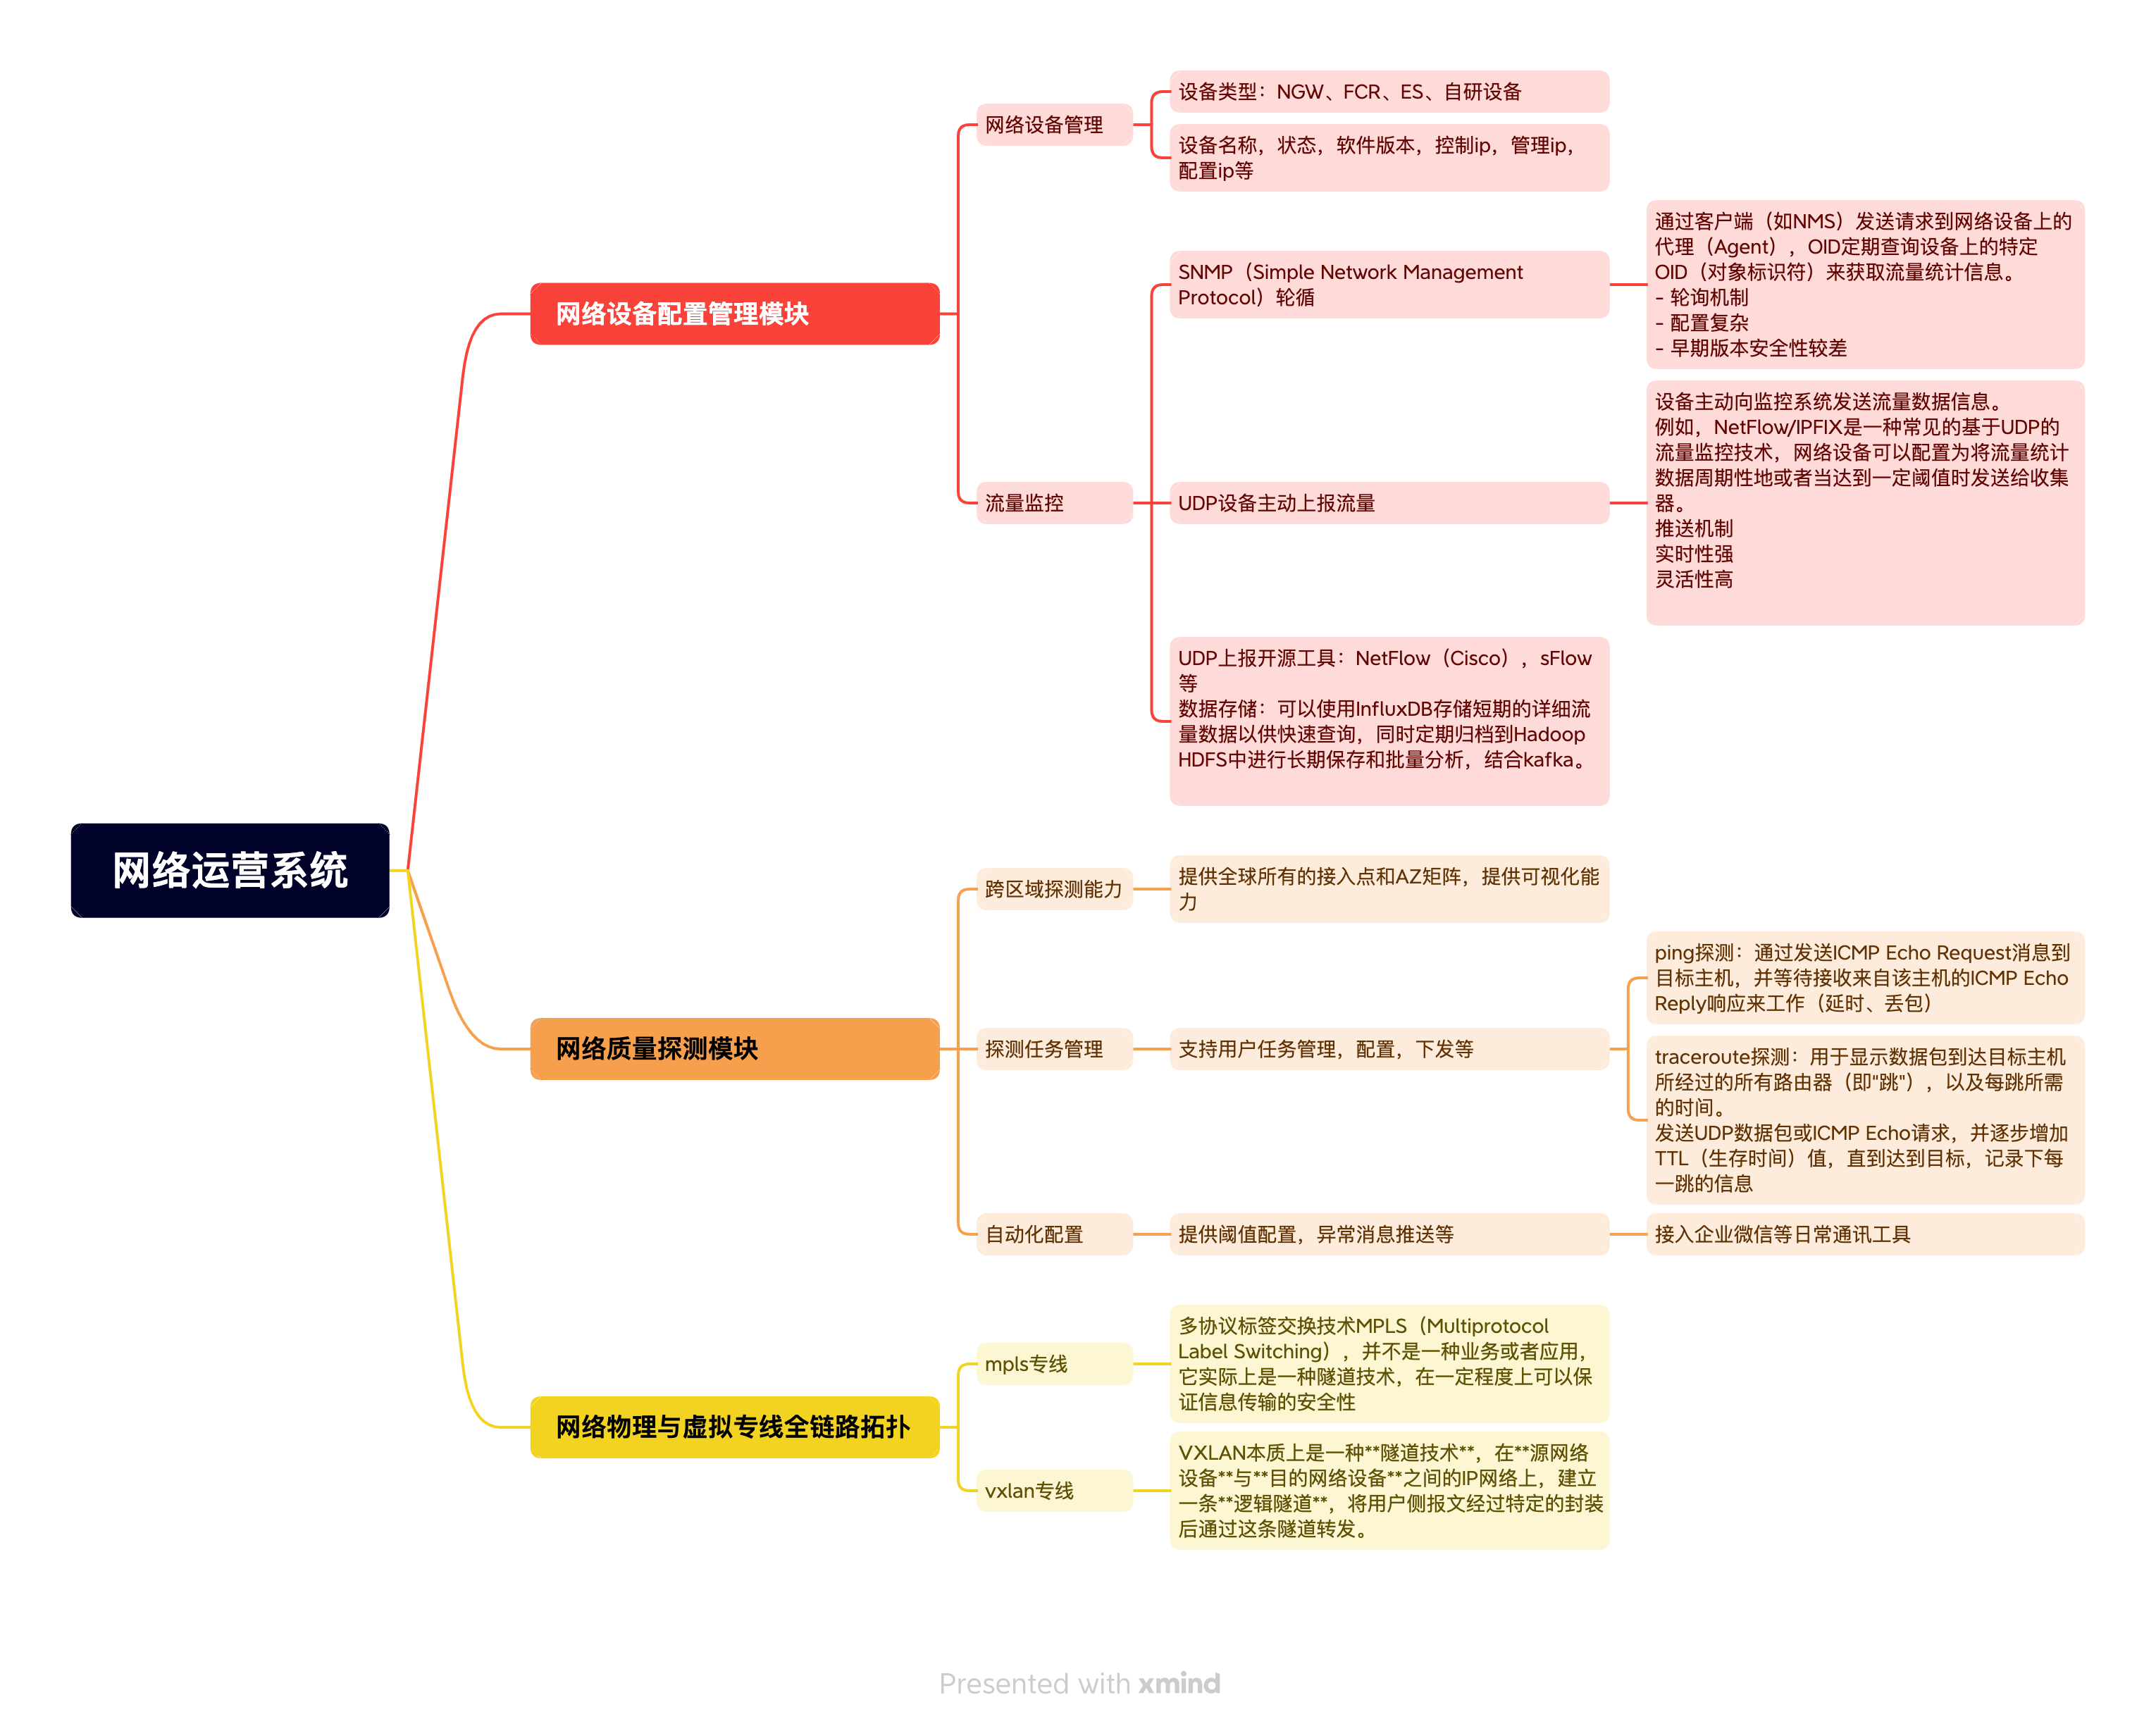 网络运营系统
网络设备配置管理模块
网络设备管理
设备类型：NGW、FCR、ES、自研设备
设备名称，状态，软件版本，控制ip，管理ip，
配置ip等
流量监控
SNMP（Simple Network Management
Protocol）轮循
通过客户端（如NMS）发送请求到网络设备上的
代理（Agent），OID定期查询设备上的特定
OID（对象标识符）来获取流量统计信息。
- 轮询机制
- 配置复杂
- 早期版本安全性较差
UDP设备主动上报流量
设备主动向监控系统发送流量数据信息。
例如，NetFlow/IPFIX是一种常见的基于UDP的
流量监控技术，网络设备可以配置为将流量统计
数据周期性地或者当达到一定阈值时发送给收集
器。
推送机制
实时性强
灵活性高
UDP上报开源工具：NetFlow（Cisco），sFlow
等
数据存储：可以使用InfluxDB存储短期的详细流
量数据以供快速查询，同时定期归档到Hadoop
HDFS中进行长期保存和批量分析，结合kafka。
网络质量探测模块
跨区域探测能力
提供全球所有的接入点和AZ矩阵，提供可视化能
力
探测任务管理
支持用户任务管理，配置，下发等
ping探测：通过发送ICMP Echo Request消息到
目标主机，并等待接收来自该主机的ICMP Echo
Reply响应来工作（延时、丢包）
traceroute探测：用于显示数据包到达目标主机
所经过的所有路由器（即"跳"），以及每跳所需
的时间。
发送UDP数据包或ICMP Echo请求，并逐步增加
TTL（生存时间）值，直到达到目标，记录下每
一跳的信息
自动化配置
提供阈值配置，异常消息推送等
接入企业微信等日常通讯工具
网络物理与虚拟专线全链路拓扑
mpls专线
多协议标签交换技术MPLS（Multiprotocol
Label Switching），并不是一种业务或者应用，
它实际上是一种隧道技术，在一定程度上可以保
证信息传输的安全性
vxlan专线
VXLAN本质上是一种**隧道技术**，在**源网络
设备**与**目的网络设备**之间的IP网络上，建立
一条**逻辑隧道**，将用户侧报文经过特定的封装
后通过这条隧道转发。
Presented with xmind